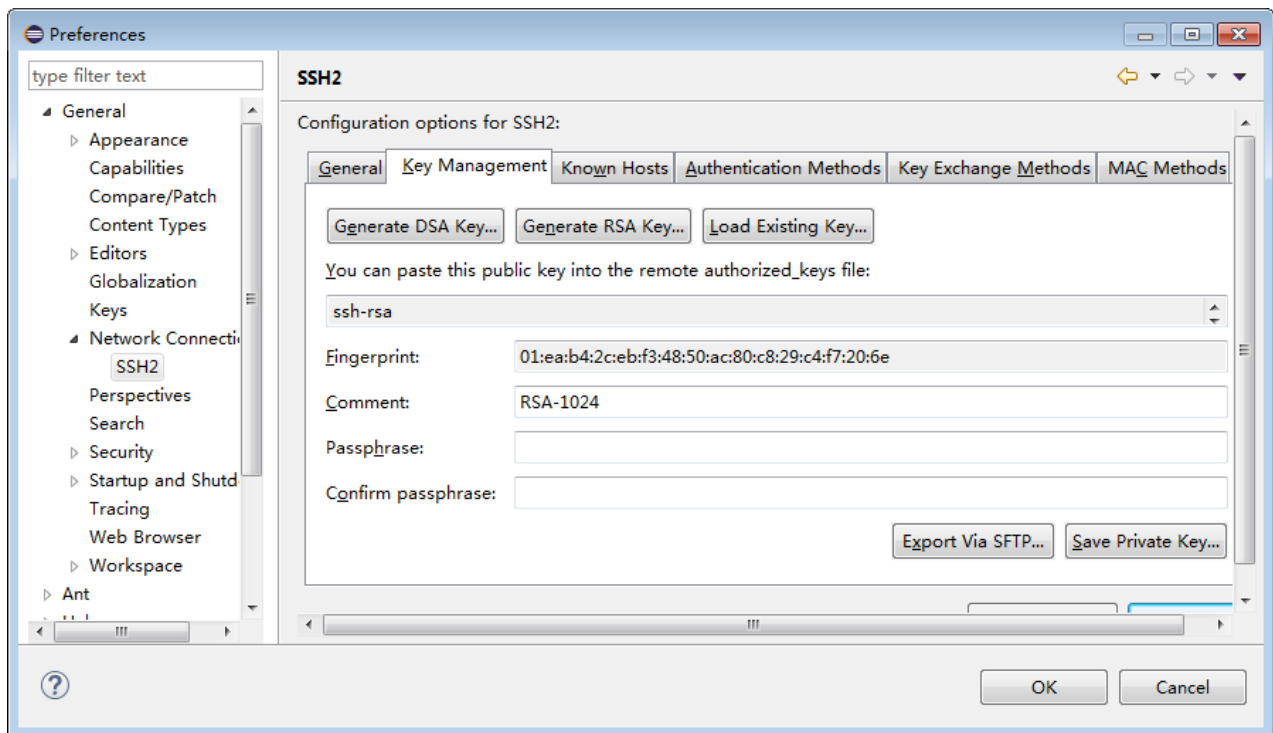 Preferences
type filter text
General
Appearance
Capabilities
Compare/Patch
Content Types
Editors
Globalization
Keys
Network Connecti
SSH2
Perspectives
Search
Security
Startup and Shutd
Tracing
Web Browser
Workspace
Ant
SSH2
Configuration options for SSH2:
General Key Management Known Hosts Authentication Methods Key Exchange Methods MAC Methods
Generate DSA Key... Generate RSA Key... Load Existing Key...
You can paste this public key into the remote authorized_keys file:
ssh-rsa
Fingerprint: 01:ea:b4:2c:eb:f3:48:50:ac:80:c8:29:c4:f7:20:6e
Comment: RSA-1024
Passphrase:
Confirm passphrase:
Export Via SFTP... Save Private Key...
OK Cancel